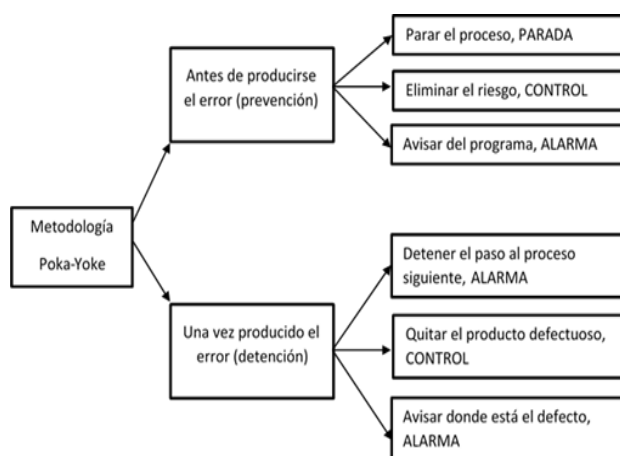 Metodología
Poka-Yoke
Antes de producirse
el error (prevención)
Parar el proceso, PARADA
Eliminar el riesgo, CONTROL
Avisar del programa, ALARMA
Una vez producido el
error (detención)
Detener el paso al proceso
siguiente, ALARMA
Quitar el producto defectuoso,
CONTROL
Avisar donde está el defecto,
ALARMA